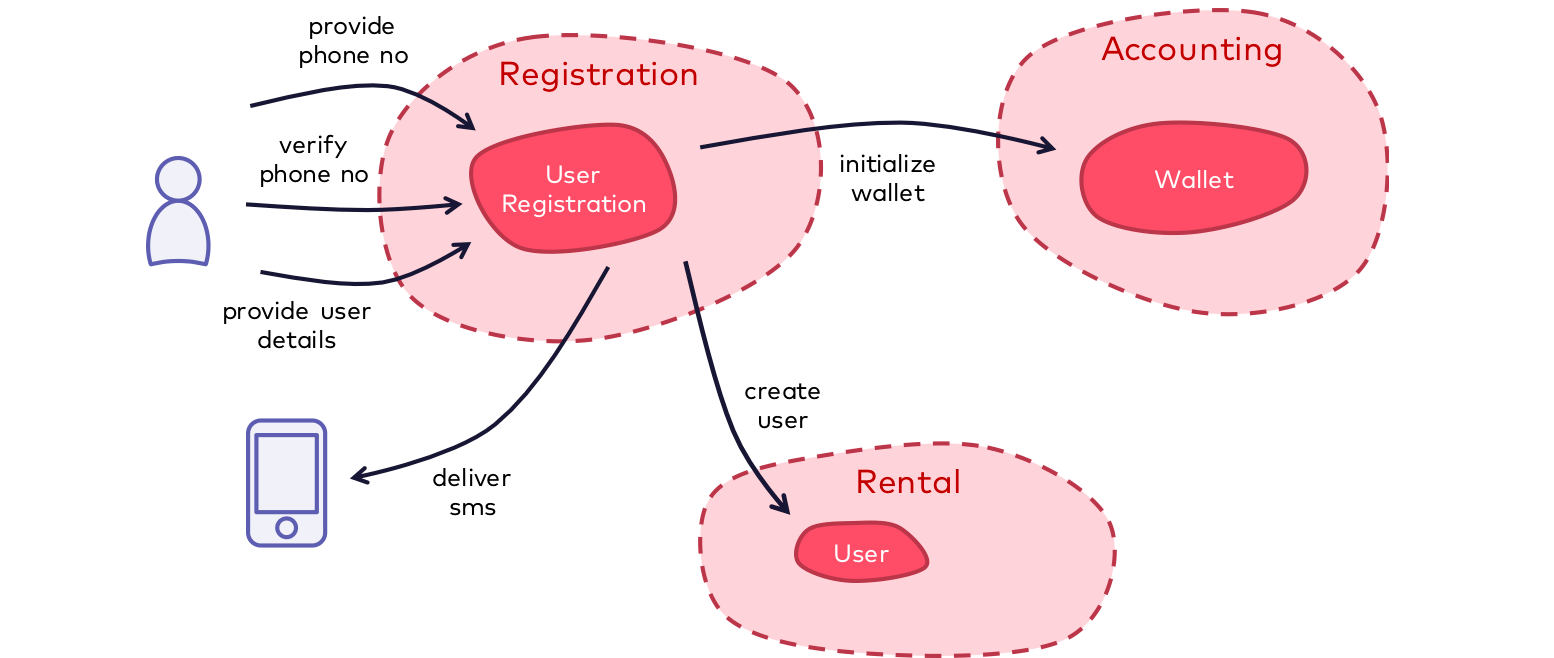 provide
phone no
Registration
Accounting
verify
phone no
User
Registration
initialize
wallet
Wallet
provide user
details
create
user
deliver
sms
Rental
User